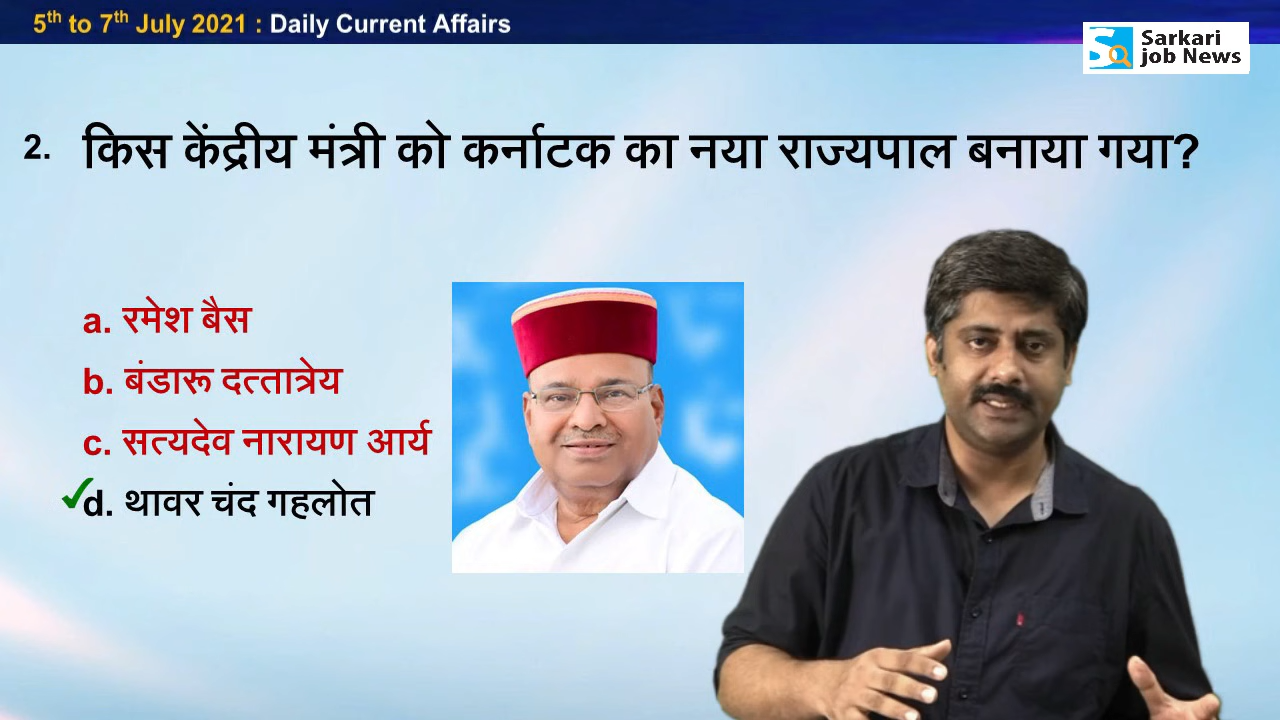 5th to 7th July 2021 : Daily Current Affairs
Sarkari
Job News
2. किस केंद्रीय मंत्री को कर्नाटक का नया राज्यपाल बनाया गया?
a. रमेश बैस
b. बंडारू दत्तात्रेय
c. सत्यदेव नारायण आर्य
d. थावर चंद गहलोत